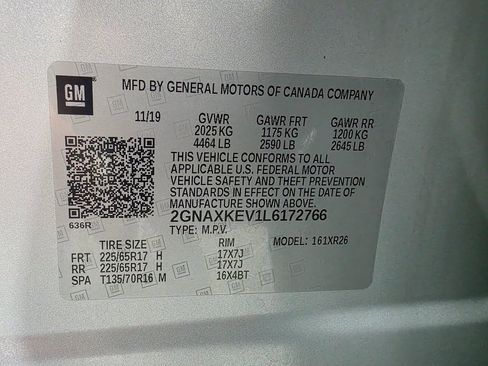 GM
MFD BY GENERAL MOTORS OF CANADA COMPANY
11/19 GVWR GAWR FRT GAWR RR
2025 KG 1175 KG 1200 KG
4464 LB 2590 LB 2645 LB
THIS VEHICLE CONFORMS TO ALL
APPLICABLE U.S. FEDERAL MOTOR
VEHICLE SAFETY AND THEFT PREVENTION
STANDARDS IN EFFECT ON THE DATE OF
MANUFACTURE SHOWN ABOVE.
636R 2GNAXKEV1L6172766
TYPE: M.P.V. MODEL: 161XR26
TIRE SIZE RIM
FRT 225/65R17 H 17X7J
RR 225/65R17 H 17X7J
SPA T135/70R16 M 16X4BT